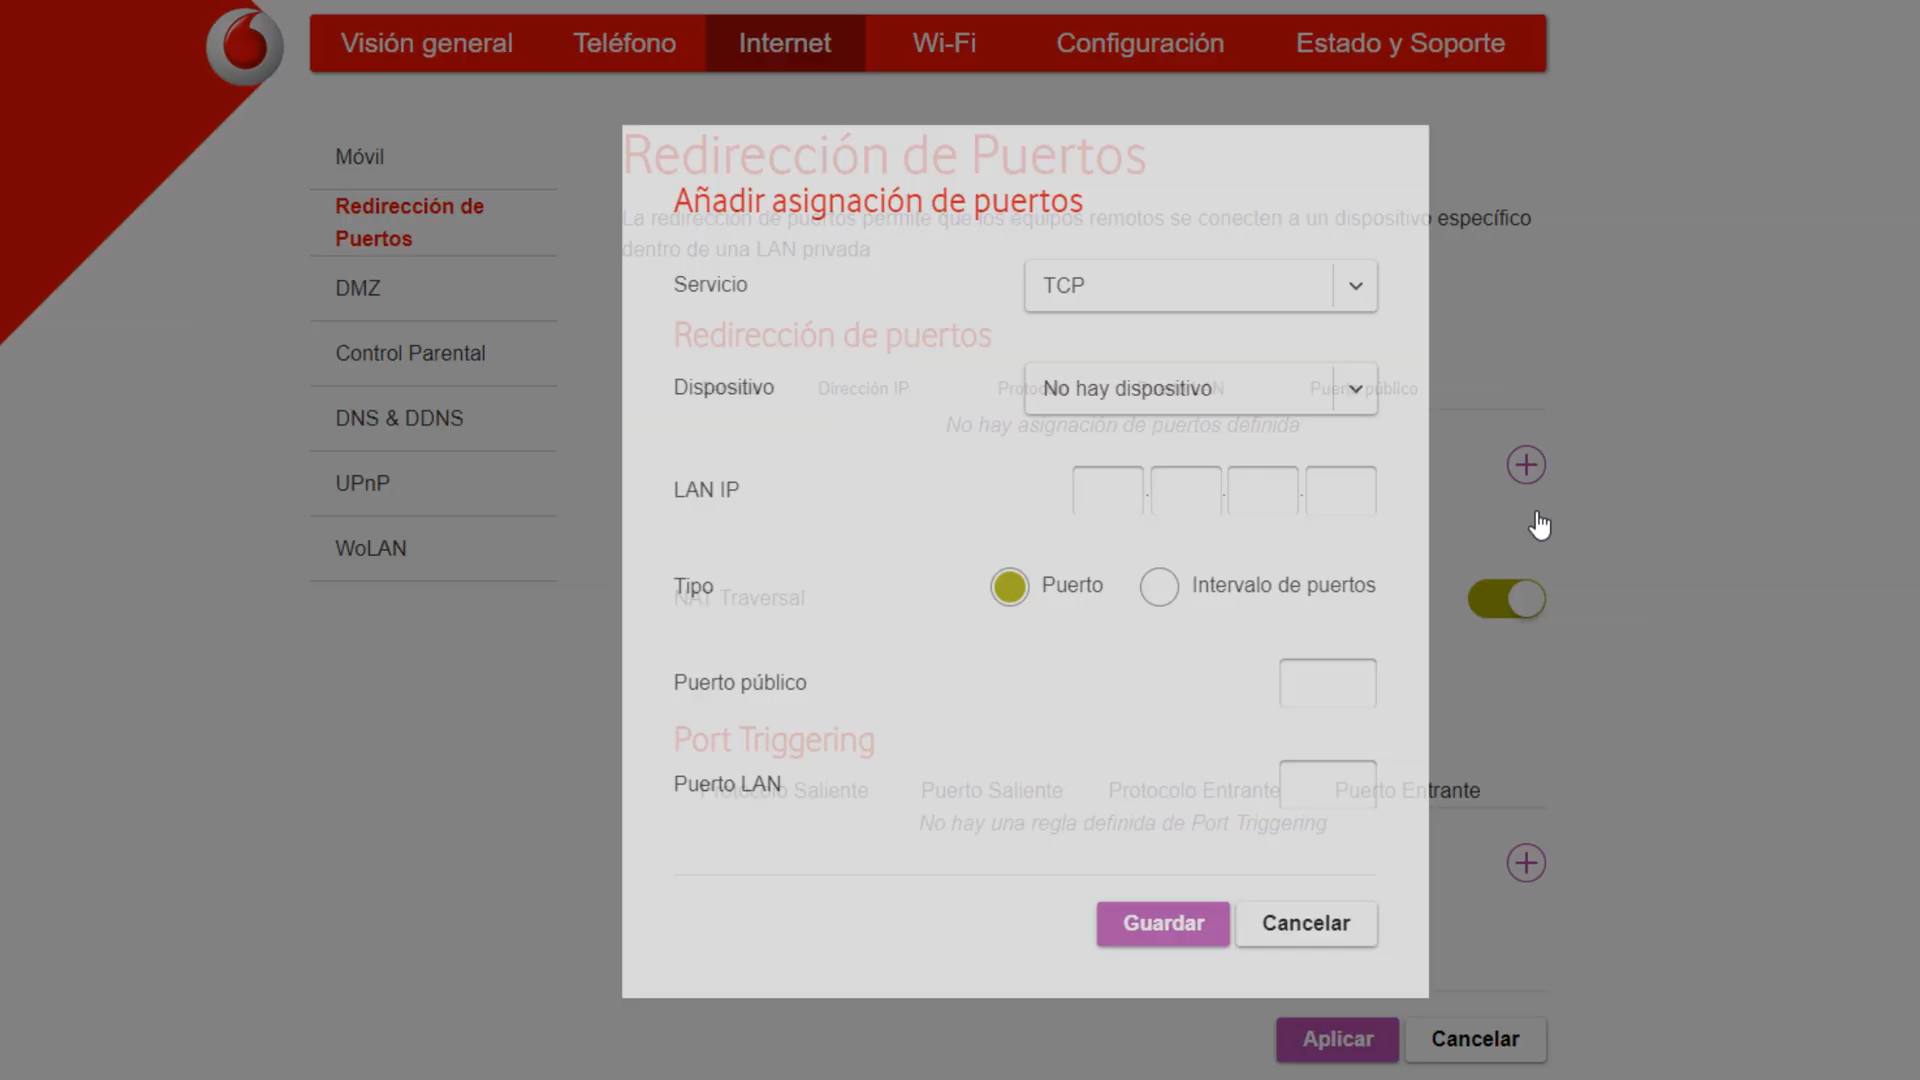 Visión general Teléfono Internet Wi-Fi Configuración Estado y Soporte
Móvil
Redirección de
Puertos
DMZ
Control Parental
DNS & DDNS
UPnP
WoLAN
Redirección de Puertos
Añadir asignación de puertos
La redirección de puertos permite que los equipos remotos se conecten a un dispositivo específico
dentro de una LAN privada
Servicio TCP
Redirección de puertos
Dispositivo No hay dispositivo
Dirección IP Puerto público
No hay asignación de puertos definida
LAN IP . . .
Tipo Puerto Intervalo de puertos
NAT Traversal
Puerto público
Port Triggering
Puerto LAN
Protocolo Saliente Puerto Saliente Protocolo Entrante Puerto Entrante
No hay una regla definida de Port Triggering
Guardar Cancelar
Aplicar Cancelar